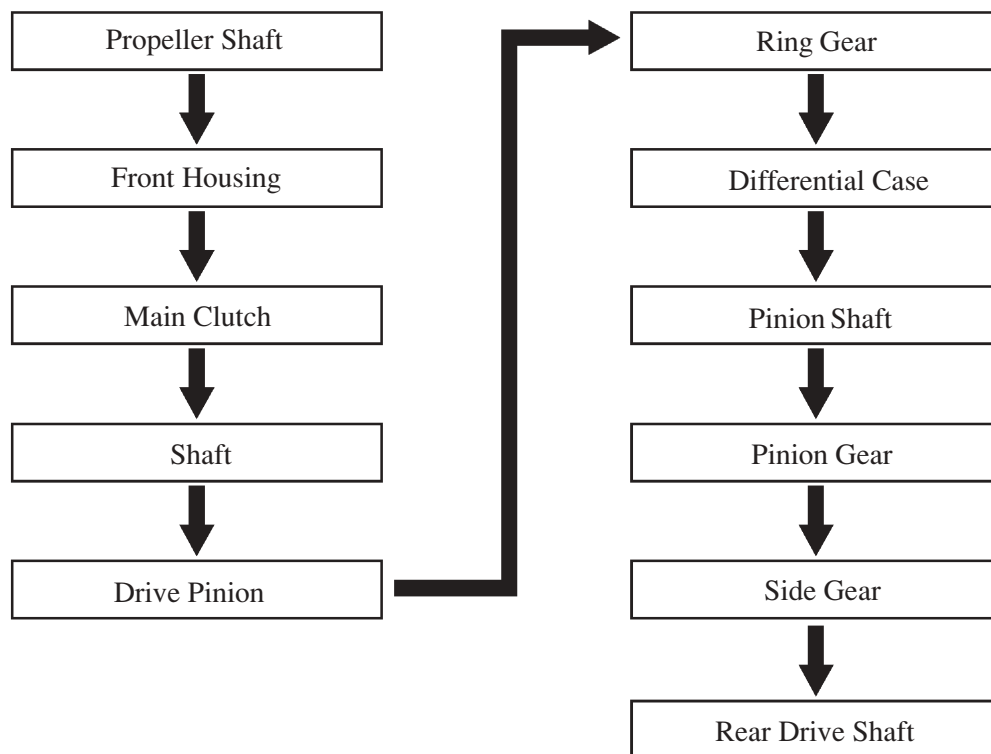 Propeller Shaft
Front Housing
Main Clutch
Shaft
Drive Pinion
Ring Gear
Differential Case
Pinion Shaft
Pinion Gear
Side Gear
Rear Drive Shaft